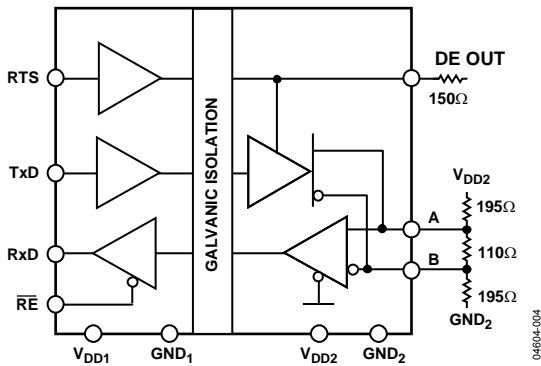 RTS
DE OUT
150Ω
GALVANIC ISOLATION
TxD
VDD2
195Ω
A
110Ω
RxD
B
195Ω
RE
GND2
VDD1
GND1
VDD2
GND2
04604-004